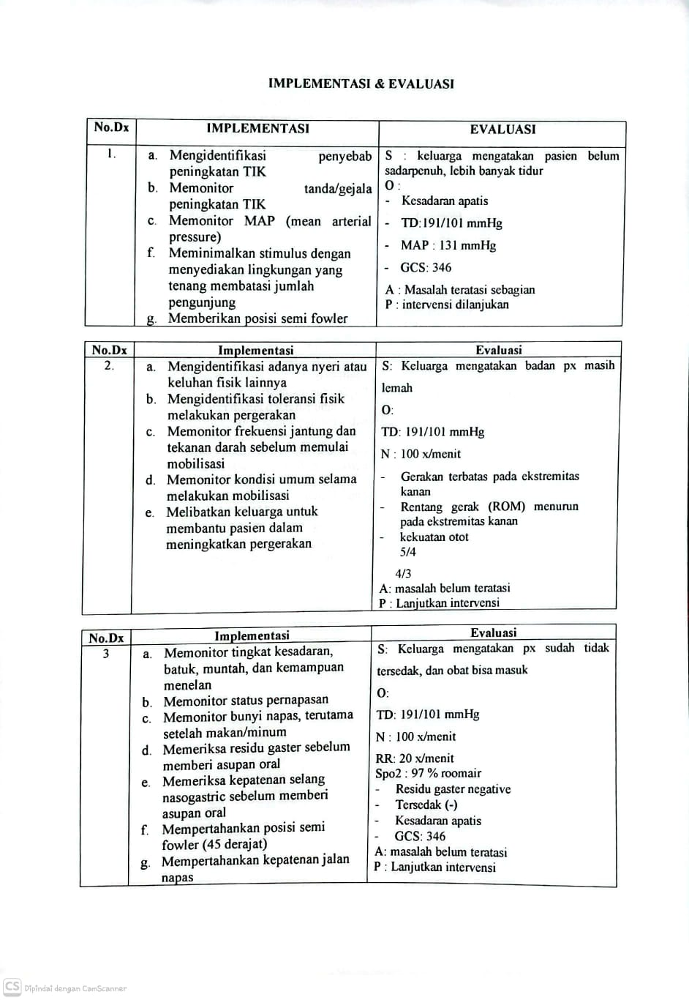 IMPLEMENTASI & EVALUASI
No.Dx IMPLEMENTASI EVALUASI
1.
a. Mengidentifikasi penyebab
peningkatan TIK
b. Memonitor tanda/gejala
peningkatan TIK
c. Memonitor MAP (mean arterial
pressure)
f. Meminimalkan stimulus dengan
menyediakan lingkungan yang
tenang membatasi jumlah
pengunjung
g. Memberikan posisi semi fowler
S : keluarga mengatakan pasien belum
sadarpenuh, lebih banyak tidur
O :
- Kesadaran apatis
- TD:191/101 mmHg
- MAP : 131 mmHg
- GCS: 346
A : Masalah teratasi sebagian
P : intervensi dilanjukan
No.Dx Implementasi Evaluasi
2.
a. Mengidentifikasi adanya nyeri atau
keluhan fisik lainnya
b. Mengidentifikasi toleransi fisik
melakukan pergerakan
c. Memonitor frekuensi jantung dan
tekanan darah sebelum memulai
mobilisasi
d. Memonitor kondisi umum selama
melakukan mobilisasi
e. Melibatkan keluarga untuk
membantu pasien dalam
meningkatkan pergerakan
S: Keluarga mengatakan badan px masih
lemah
O:
TD: 191/101 mmHg
N : 100 x/menit
- Gerakan terbatas pada ekstremitas
kanan
- Rentang gerak (ROM) menurun
pada ekstremitas kanan
- kekuatan otot
5/4
4/3
A: masalah belum teratasi
P : Lanjutkan intervensi
No.Dx Implementasi Evaluasi
3
a. Memonitor tingkat kesadaran,
batuk, muntah, dan kemampuan
menelan
b. Memonitor status pernapasan
c. Memonitor bunyi napas, terutama
setelah makan/minum
d. Memeriksa residu gaster sebelum
memberi asupan oral
e. Memeriksa kepatenan selang
nasogastric sebelum memberi
asupan oral
f. Mempertahankan posisi semi
fowler (45 derajat)
g. Mempertahankan kepatenan jalan
napas
S: Keluarga mengatakan px sudah tidak
tersedak, dan obat bisa masuk
O:
TD: 191/101 mmHg
N : 100 x/menit
RR: 20 x/menit
Spo2 : 97 % roomair
- Residu gaster negative
- Tersedak (-)
- Kesadaran apatis
- GCS: 346
A: masalah belum teratasi
P : Lanjutkan intervensi
CS Dipindai dengan CamScanner